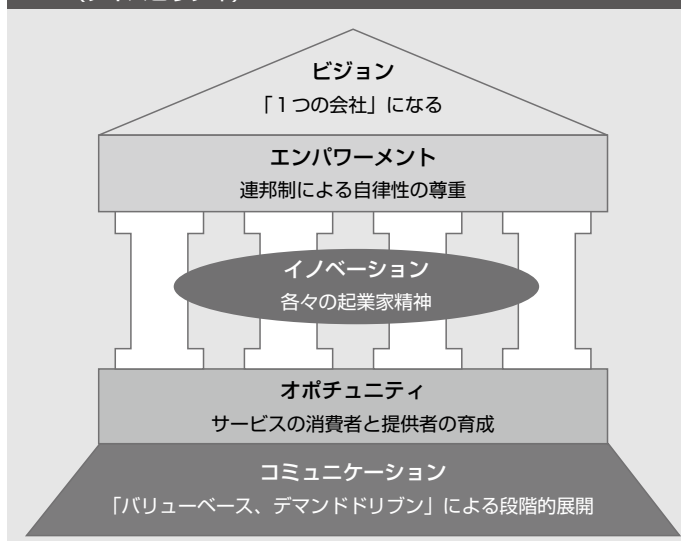 ビジョン
「1つの会社」になる
エンパワーメント
連邦制による自律性の尊重
イノベーション
各々の起業家精神
オポチュニティ
サービスの消費者と提供者の育成
コミュニケーション
「バリューベース、デマンドドリブン」による段階的展開